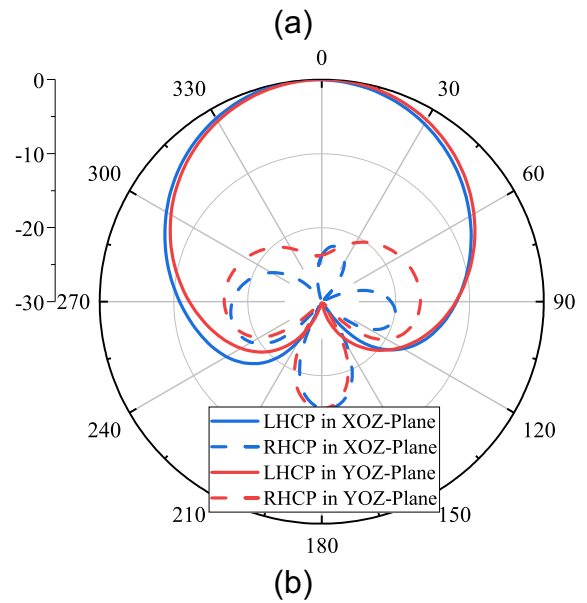 (a)
0
0
330
30
-10
300
60
-20
-30
270
90
240
120
LHCP in XOZ-Plane
RHCP in XOZ-Plane
LHCP in YOZ-Plane
RHCP in YOZ-Plane
210
150
180
(b)